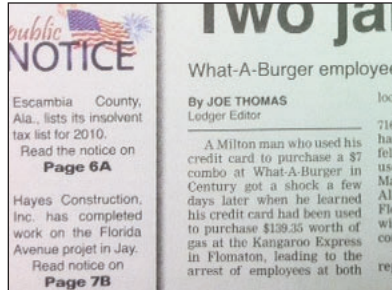 public
NOTICE
Escambia County,
Ala., lists its insolvent
tax list for 2010.
Read the notice on
Page 6A
Hayes Construction,
Inc. has completed
work on the Florida
Avenue projet in Jay.
Read notice on
Page 7B
Two ja
What-A-Burger employee
By JOE THOMAS
Ledger Editor
A Milton man who used his
credit card to purchase a $7
combo at What-A-Burger in
Century got a shock a few
days later when he learned
his credit card had been used
to purchase $139.35 worth of
gas at the Kangaroo Express
in Flomaton, leading to the
arrest of employees at both